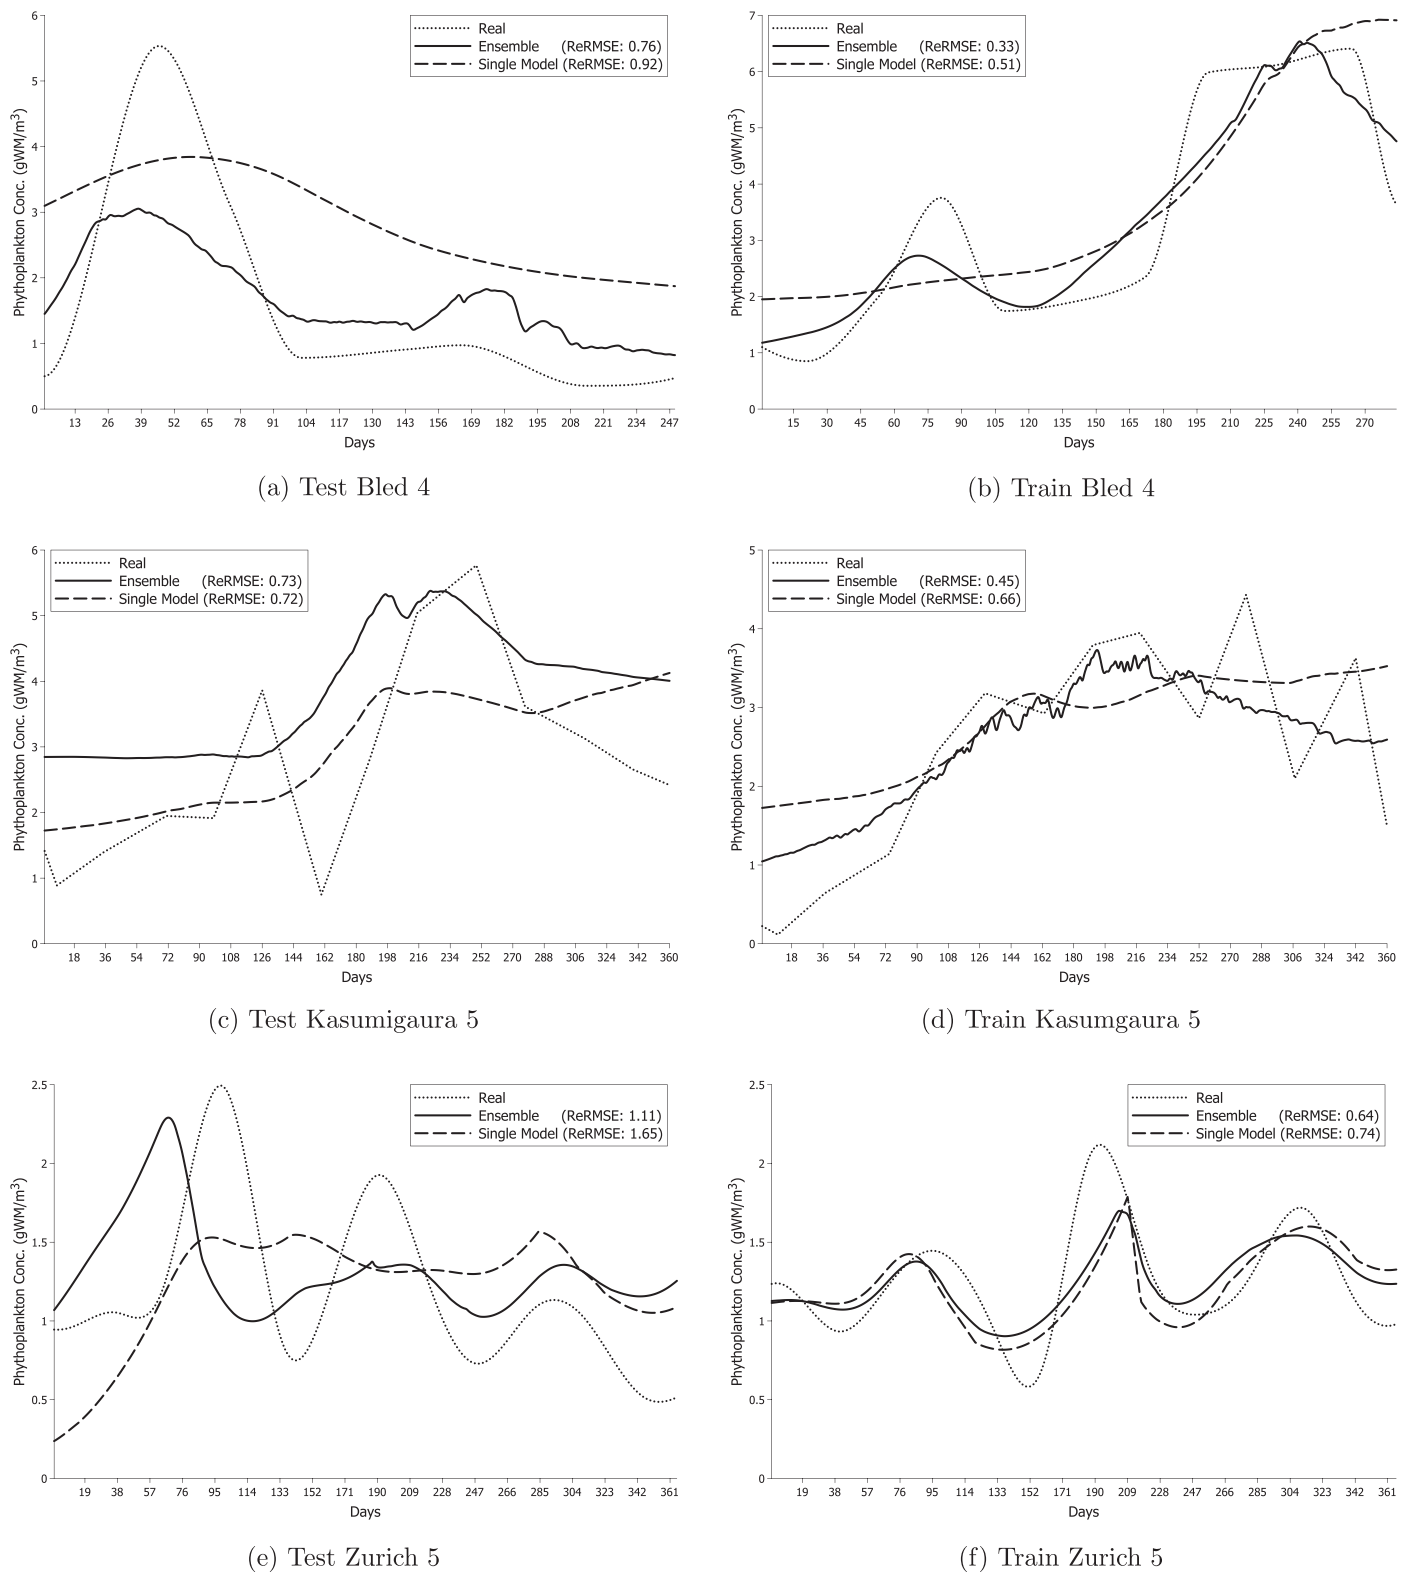 Real
Ensemble (ReRMSE: 0.76)
Single Model (ReRMSE: 0.92)
Phythoplankton Conc. (gWM/m³)
6
5
4
3
2
1
0
13 26 39 52 65 78 91 104 117 130 143 156 169 182 195 208 221 234 247
Days
(a) Test Bled 4
Real
Ensemble (ReRMSE: 0.33)
Single Model (ReRMSE: 0.51)
Phythoplankton Conc. (gWM/m³)
7
6
5
4
3
2
1
0
15 30 45 60 75 90 105 120 135 150 165 180 195 210 225 240 255 270
Days
(b) Train Bled 4
Real
Ensemble (ReRMSE: 0.73)
Single Model (ReRMSE: 0.72)
Phythoplankton Conc. (gWM/m³)
6
5
4
3
2
1
0
18 36 54 72 90 108 126 144 162 180 198 216 234 252 270 288 306 324 342 360
Days
(c) Test Kasumigaura 5
Real
Ensemble (ReRMSE: 0.45)
Single Model (ReRMSE: 0.66)
Phythoplankton Conc. (gWM/m³)
5
4
3
2
1
0
18 36 54 72 90 108 126 144 162 180 198 216 234 252 270 288 306 324 342 360
Days
(d) Train Kasumgaura 5
Real
Ensemble (ReRMSE: 1.11)
Single Model (ReRMSE: 1.65)
Phythoplankton Conc. (gWM/m³)
2.5
2
1.5
1
0.5
0
19 38 57 76 95 114 133 152 171 190 209 228 247 266 285 304 323 342 361
Days
(e) Test Zurich 5
Real
Ensemble (ReRMSE: 0.64)
Single Model (ReRMSE: 0.74)
Phythoplankton Conc. (gWM/m³)
2.5
2
1.5
1
0.5
0
19 38 57 76 95 114 133 152 171 190 209 228 247 266 285 304 323 342 361
Days
(f) Train Zurich 5